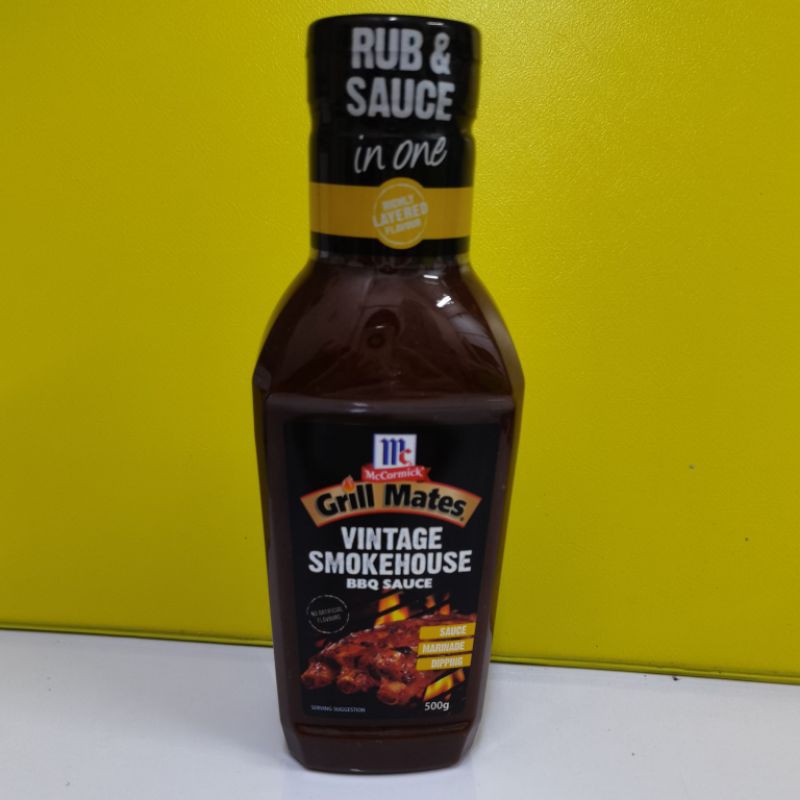 RUB &
SAUCE
in one
RICHLY
LAYERED
FLAVOUR
Mc
McCormick
Grill Mates.
VINTAGE
SMOKEHOUSE
BBQ SAUCE
NO ARTIFICIAL
FLAVOURS
SAUCE
MARINADE
DIPPING
SERVING SUGGESTION
500g